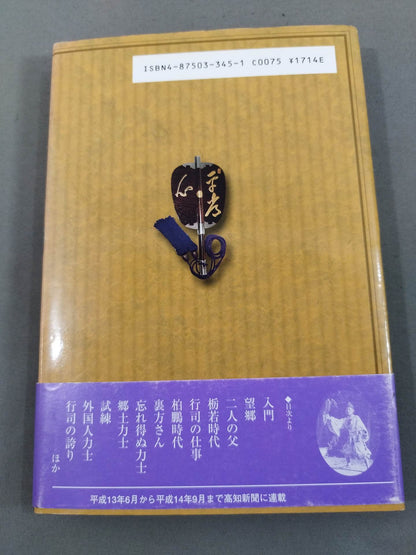 ISBN4-87503-345-1 C0075 ¥1714E
平常心
◆目次より
入門
望郷
二人の父
栃若時代
行司の仕事
柏鵬時代
裏方さん
忘れ得ぬ力士
郷土力士
試練
外国人力士
行司の誇り
ほか
平成13年6月から平成14年9月まで高知新聞に連載